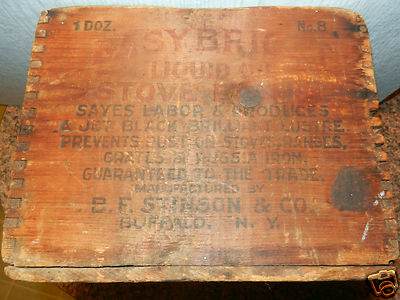 1 DOZ. No. 8
SYBRI
LIQUID
STOVE
SAVES LABOR & PRODUCES
A JET BLACK BRILLIANT LUSTRE.
PREVENTS RUST ON STOVES, RANGES,
GRATES & RUSSIA IRON.
GUARANTEED TO THE TRADE.
MANUFACTURED BY
B. F. STINSON & CO.
BUFFALO, N. Y.